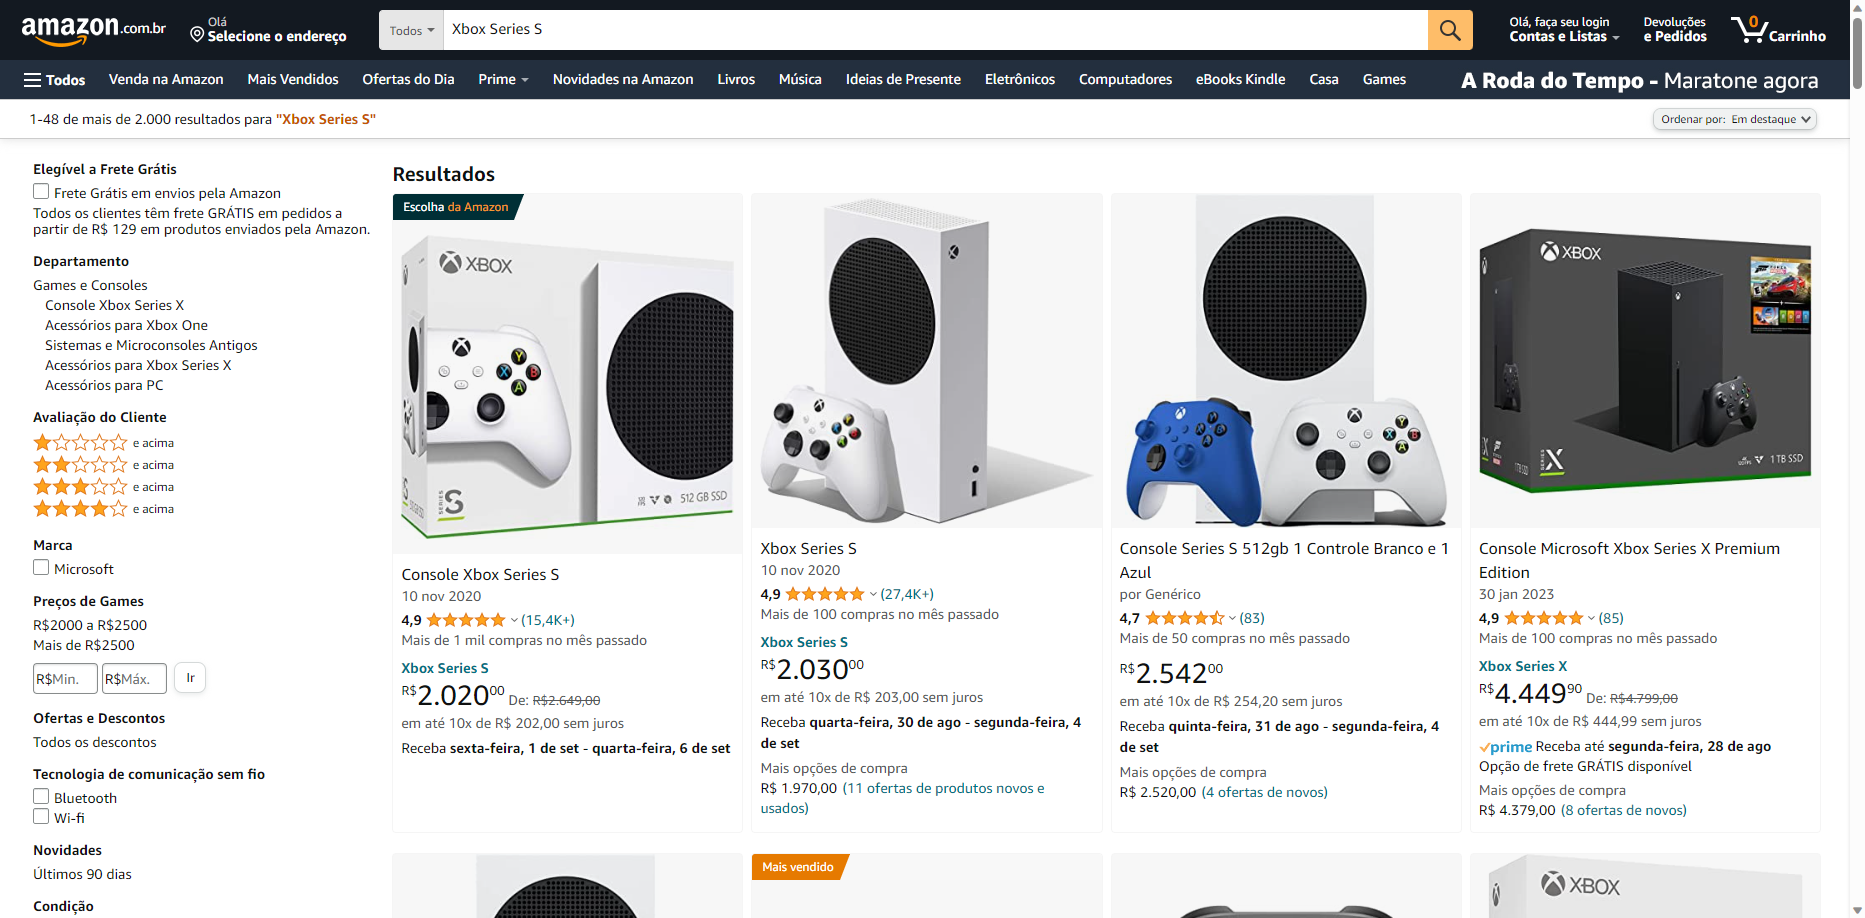 amazon.com.br
Olá
Selecione o endereço
Todos
Xbox Series S
Olá, faça seu login
Contas e Listas
Devoluções
e Pedidos
0
Carrinho
Todos
Venda na Amazon
Mais Vendidos
Ofertas do Dia
Prime
Novidades na Amazon
Livros
Música
Ideias de Presente
Eletrônicos
Computadores
eBooks Kindle
Casa
Games
A Roda do Tempo - Maratone agora
1-48 de mais de 2.000 resultados para "Xbox Series S"
Ordenar por: Em destaque
Elegível a Frete Grátis
Frete Grátis em envios pela Amazon
Todos os clientes têm frete GRÁTIS em pedidos a
partir de R$ 129 em produtos enviados pela Amazon.
Departamento
Games e Consoles
Console Xbox Series X
Acessórios para Xbox One
Sistemas e Microconsoles Antigos
Acessórios para Xbox Series X
Acessórios para PC
Avaliação do Cliente
e acima
e acima
e acima
e acima
Marca
Microsoft
Preços de Games
R$2000 a R$2500
Mais de R$2500
R$Min.
R$Máx.
Ir
Ofertas e Descontos
Todos os descontos
Tecnologia de comunicação sem fio
Bluetooth
Wi-fi
Novidades
Últimos 90 dias
Condição
Resultados
Escolha da Amazon
XBOX
Y
X
B
A
SERIES S
512 GB SSD
Console Xbox Series S
10 nov 2020
4,9 (15,4K+)
Mais de 1 mil compras no mês passado
Xbox Series S
R$2.02000 De: R$2.649,00
em até 10x de R$ 202,00 sem juros
Receba sexta-feira, 1 de set - quarta-feira, 6 de set
Xbox Series S
10 nov 2020
4,9 (27,4K+)
Mais de 100 compras no mês passado
Xbox Series S
R$2.03000
em até 10x de R$ 203,00 sem juros
Receba quarta-feira, 30 de ago - segunda-feira, 4
de set
Mais opções de compra
R$ 1.970,00 (11 ofertas de produtos novos e
usados)
Console Series S 512gb 1 Controle Branco e 1
Azul
por Genérico
4,7 (83)
Mais de 50 compras no mês passado
R$2.54200
em até 10x de R$ 254,20 sem juros
Receba quinta-feira, 31 de ago - segunda-feira, 4
de set
Mais opções de compra
R$ 2.520,00 (4 ofertas de novos)
XBOX
SERIES X
1 TB SSD
Console Microsoft Xbox Series X Premium
Edition
30 jan 2023
4,9 (85)
Mais de 100 compras no mês passado
Xbox Series X
R$4.44990 De: R$4.799,00
em até 10x de R$ 444,99 sem juros
prime Receba até segunda-feira, 28 de ago
Opção de frete GRÁTIS disponível
Mais opções de compra
R$ 4.379,00 (8 ofertas de novos)
Mais vendido
XBOX